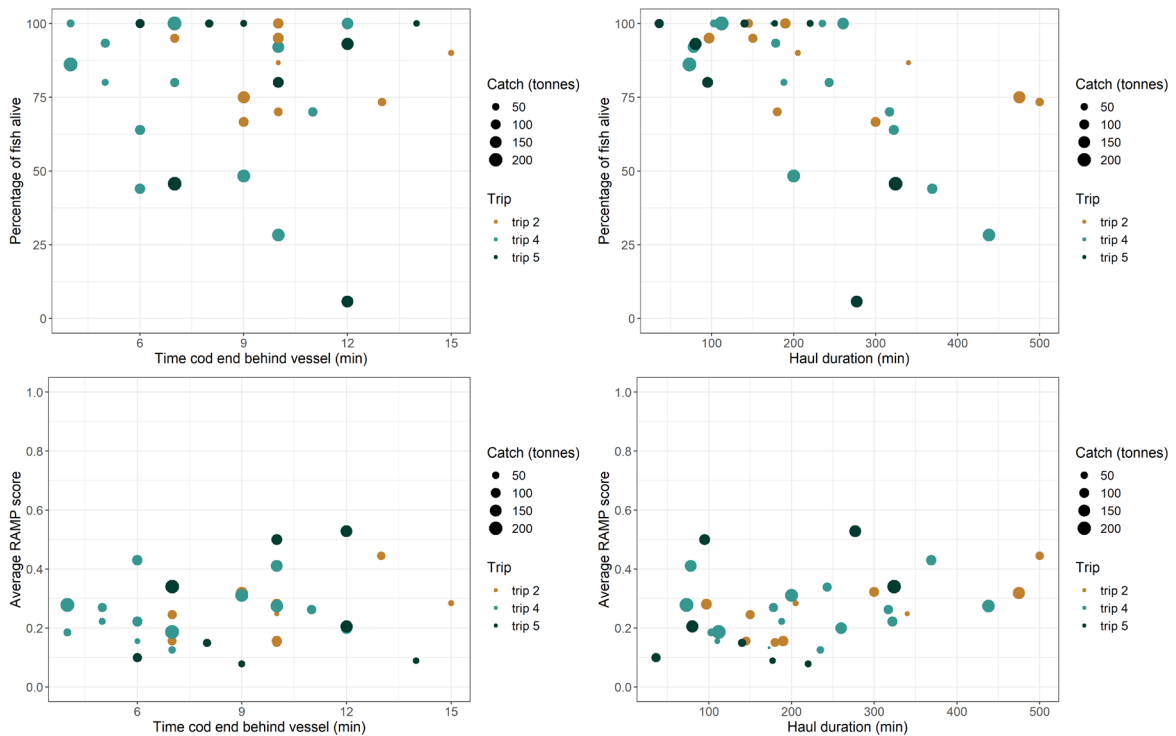 100
75
50
25
0
Percentage of fish alive
6
9
12
15
Time cod end behind vessel (min)
Catch (tonnes)
50
100
150
200
Trip
trip 2
trip 4
trip 5
100
75
50
25
0
Percentage of fish alive
100
200
300
400
500
Haul duration (min)
Catch (tonnes)
50
100
150
200
Trip
trip 2
trip 4
trip 5
1.0
0.8
0.6
0.4
0.2
0.0
Average RAMP score
6
9
12
15
Time cod end behind vessel (min)
Catch (tonnes)
50
100
150
200
Trip
trip 2
trip 4
trip 5
1.0
0.8
0.6
0.4
0.2
0.0
Average RAMP score
100
200
300
400
500
Haul duration (min)
Catch (tonnes)
50
100
150
200
Trip
trip 2
trip 4
trip 5